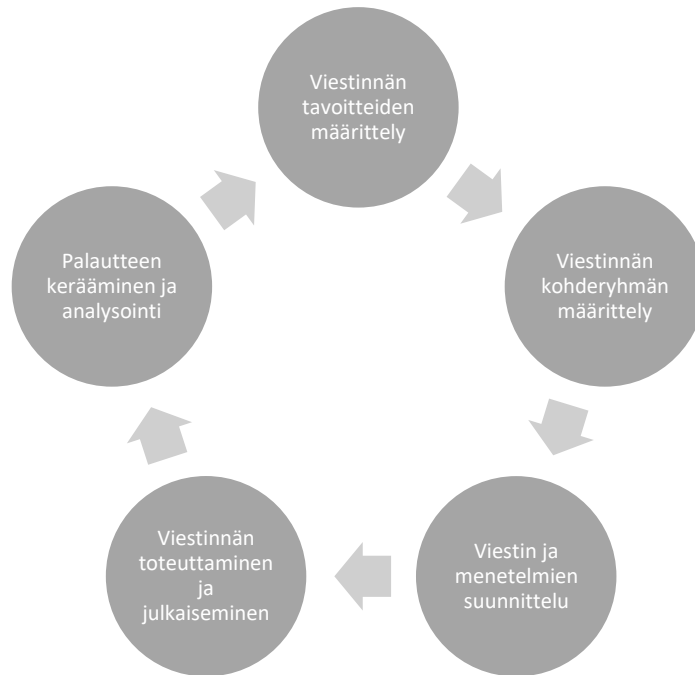 Viestinnän
tavoitteiden
määrittely
Viestinnän
kohderyhmän
määrittely
Viestin ja
menetelmien
suunnittelu
Viestinnän
toteuttaminen
ja
julkaiseminen
Palautteen
kerääminen ja
analysointi